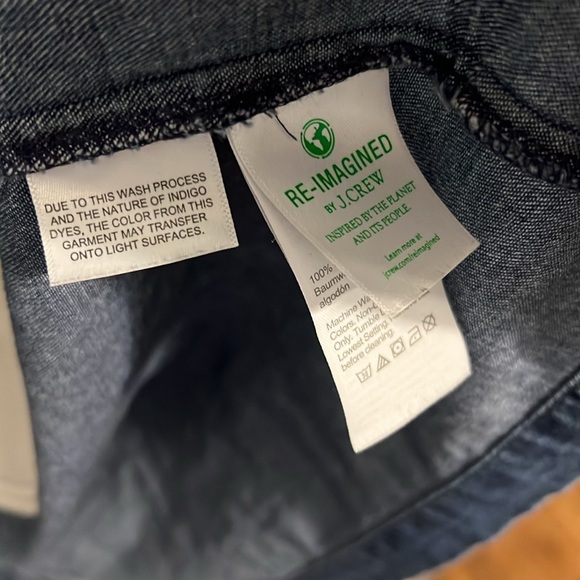 DUE TO THIS WASH PROCESS
AND THE NATURE OF INDIGO
DYES, THE COLOR FROM THIS
GARMENT MAY TRANSFER
ONTO LIGHT SURFACES.
RE-IMAGINED
BY J.CREW
INSPIRED BY THE PLANET
AND ITS PEOPLE.
Learn more at
jcrew.com/reimagined
100%
Baumw
algodón
Machine Wa
Colors. Non-
Only. Tumble
Lowest Setting.
before cleaning.